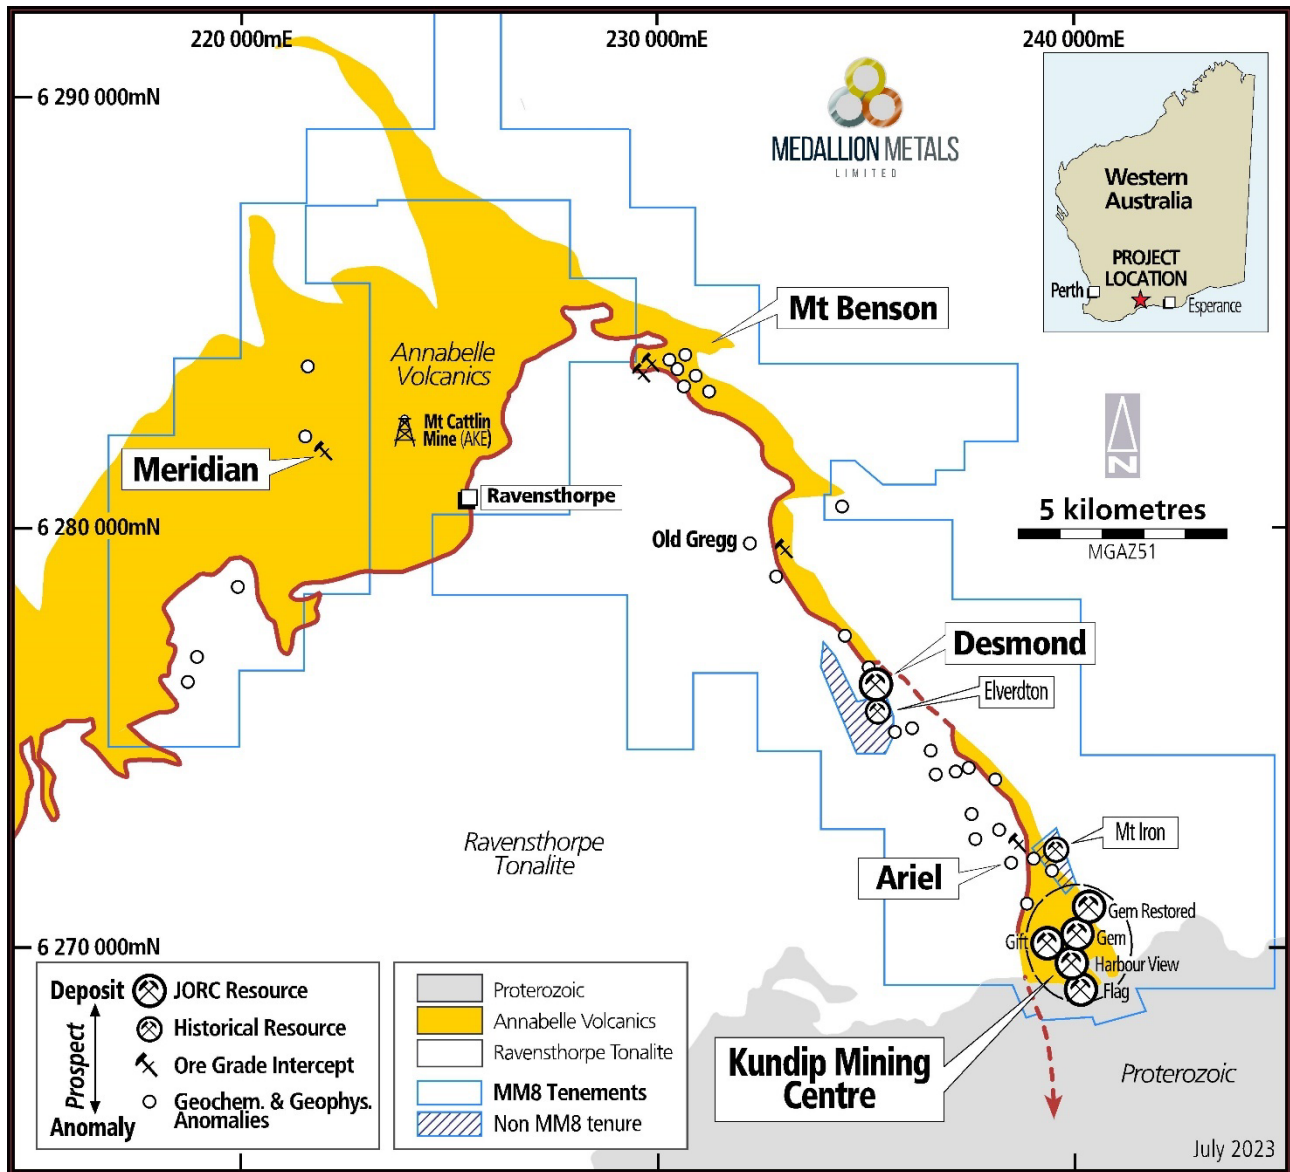 220 000mE
230 000mE
240 000mE
6 290 000mN
MEDALLION METALS
LIMITED
Western
Australia
PROJECT
LOCATION
Perth
Esperance
Mt Benson
Annabelle
Volcanics
Mt Cattlin
Mine (AKE)
Meridian
Ravensthorpe
N
5 kilometres
MGAZ51
6 280 000mN
Old Gregg
Desmond
Elverdton
Ravensthorpe
Tonalite
Mt Iron
Ariel
Gem Restored
Gift
Gem
Harbour View
Flag
6 270 000mN
Kundip Mining
Centre
Proterozoic
Deposit
JORC Resource
Historical Resource
Prospect
Ore Grade Intercept
Geochem. & Geophys.
Anomalies
Anomaly
Proterozoic
Annabelle Volcanics
Ravensthorpe Tonalite
MM8 Tenements
Non MM8 tenure
July 2023